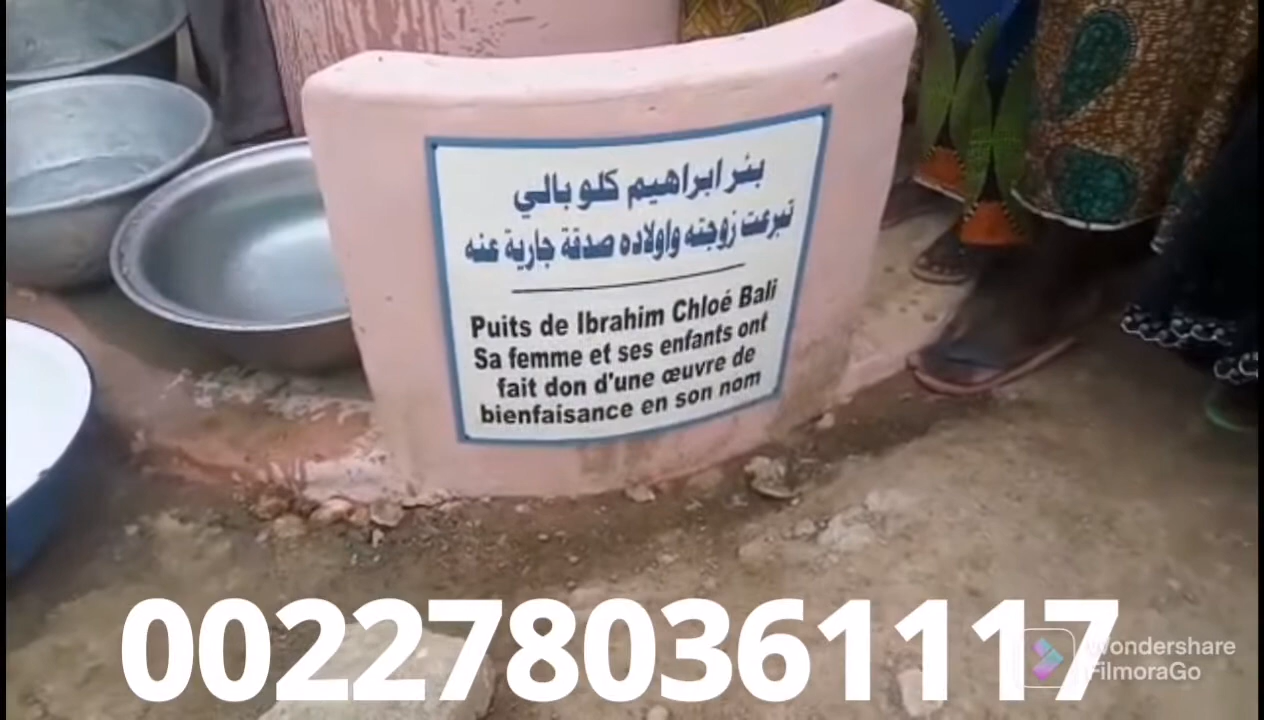 بئر ابراهيم كلو بالي
تبرعت زوجته واولاده صدقة جارية عنه
Puits de Ibrahim Chloé Bali
Sa femme et ses enfants ont
fait don d'une œuvre de
bienfaisance en son nom
0022780361117
wondershare
FilmoraGo